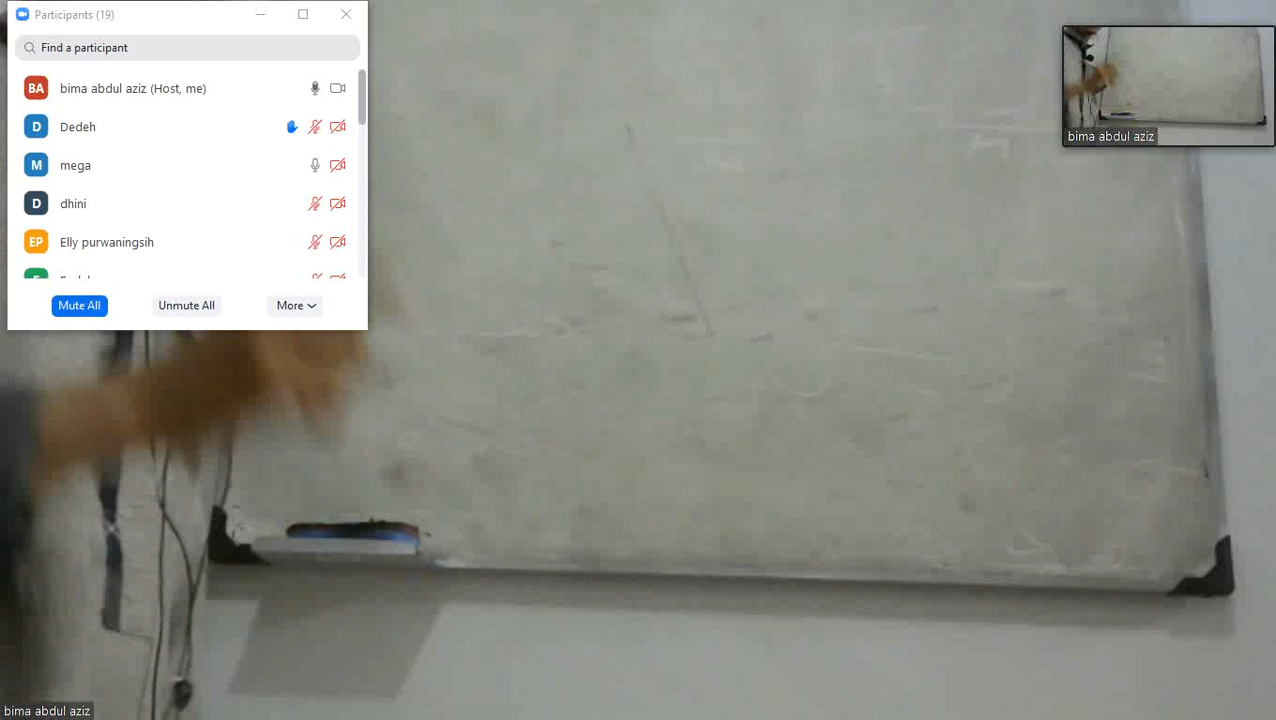 Participants (19)
Find a participant
BA bima abdul aziz (Host, me)
D Dedeh
M mega
D dhini
EP Elly purwaningsih
Mute All Unmute All More
bima abdul aziz
bima abdul aziz